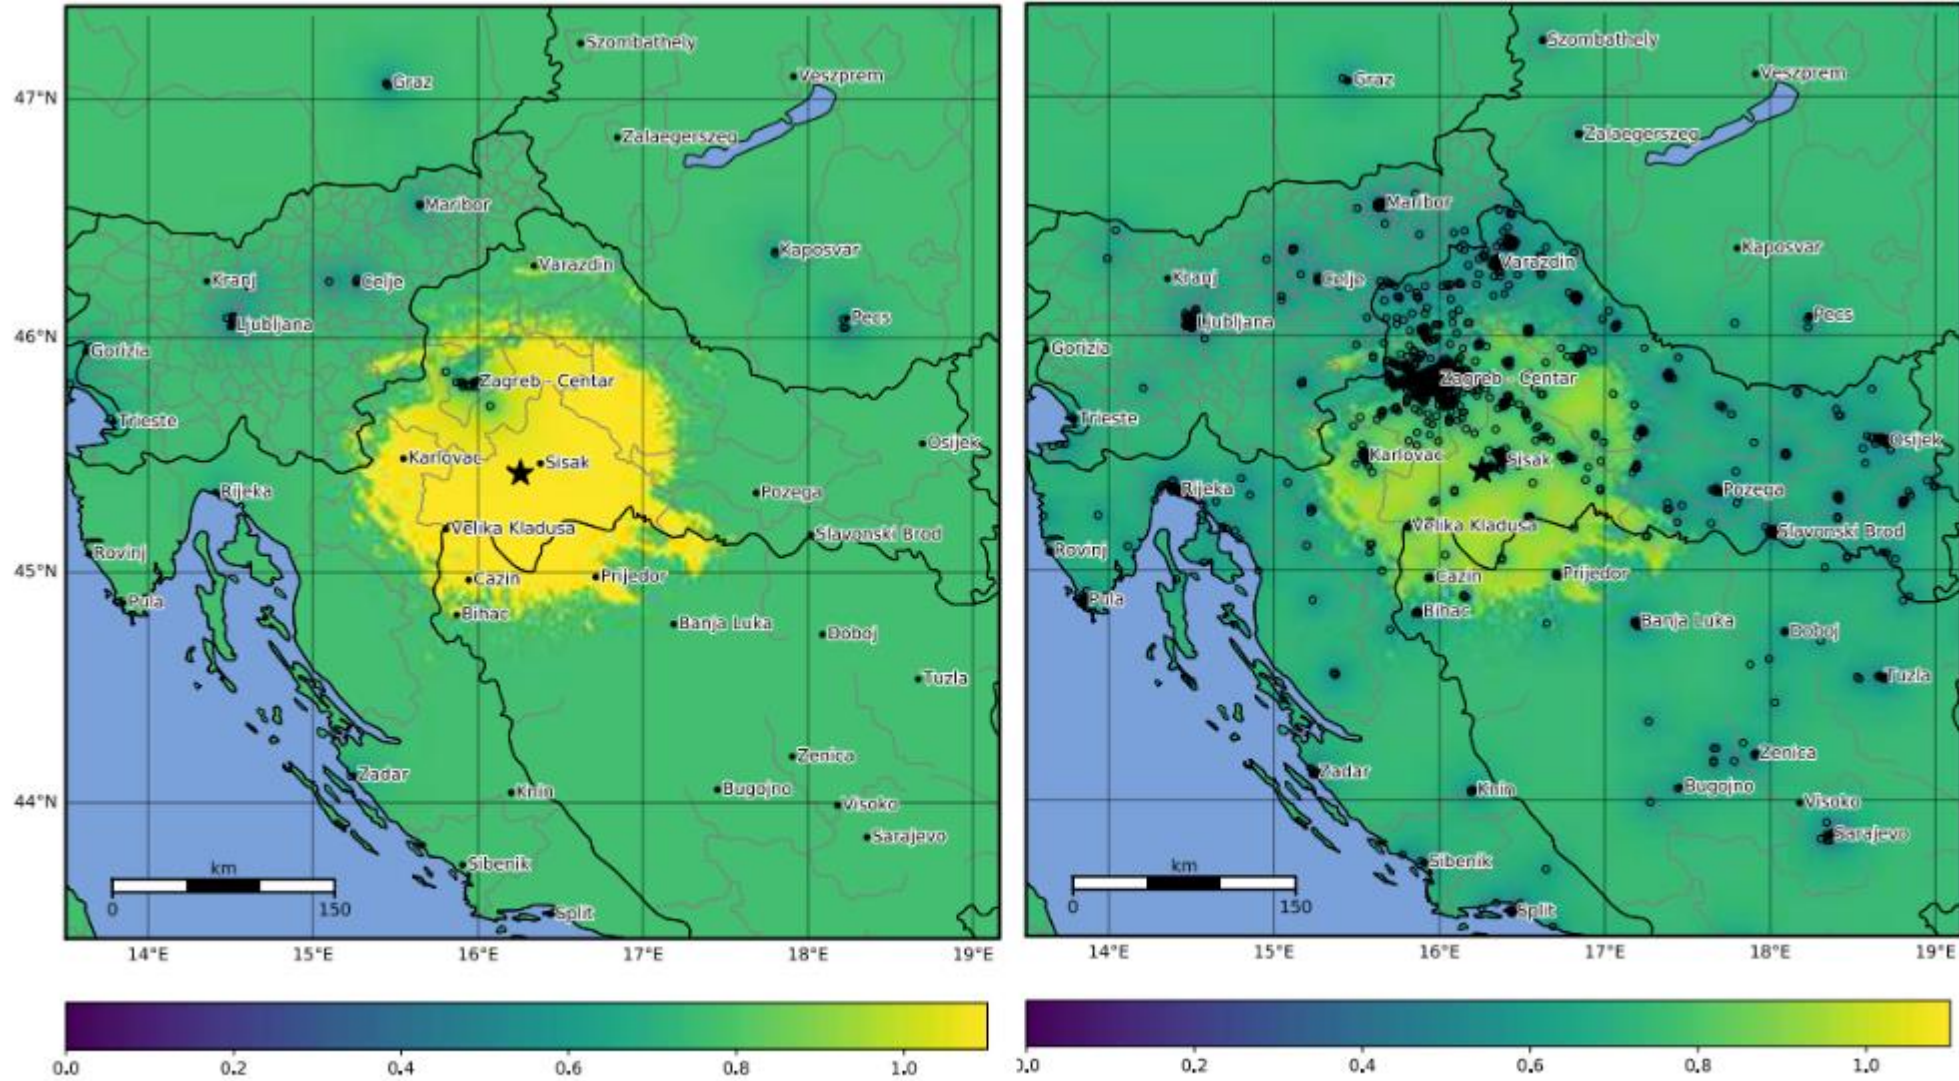 Szombathely
Veszprem
Graz
47°N
Zalaegerszeg
Maribor
Kaposvar
Varazdin
Kranj
Celje
Ljubljana
Pecs
46°N
Gorizia
Zagreb - Centar
Trieste
Osijek
Karlovac
Sisak
Rijeka
Pozega
Velika Kladusa
Slavonski Brod
Rovinj
45°N
Cazin
Prijedor
Pula
Bihac
Banja Luka
Doboj
Tuzla
Zenica
Zadar
Knin
Bugojno
44°N
Visoko
Sarajevo
Sibenik
km
0 150
Split
14°E 15°E 16°E 17°E 18°E 19°E
0.0 0.2 0.4 0.6 0.8 1.0
Szombathely
Veszprem
Graz
Zalaegerszeg
Maribor
Kaposvar
Varazdin
Kranj
Celje
Ljubljana
Pecs
Gorizia
Zagreb - Centar
Trieste
Osijek
Karlovac
Sisak
Rijeka
Pozega
Velika Kladusa
Slavonski Brod
Rovinj
Cazin
Prijedor
Pula
Bihac
Banja Luka
Doboj
Tuzla
Zenica
Zadar
Knin
Bugojno
Visoko
Sarajevo
Sibenik
km
0 150
Split
14°E 15°E 16°E 17°E 18°E 19°E
.0 0.2 0.4 0.6 0.8 1.0